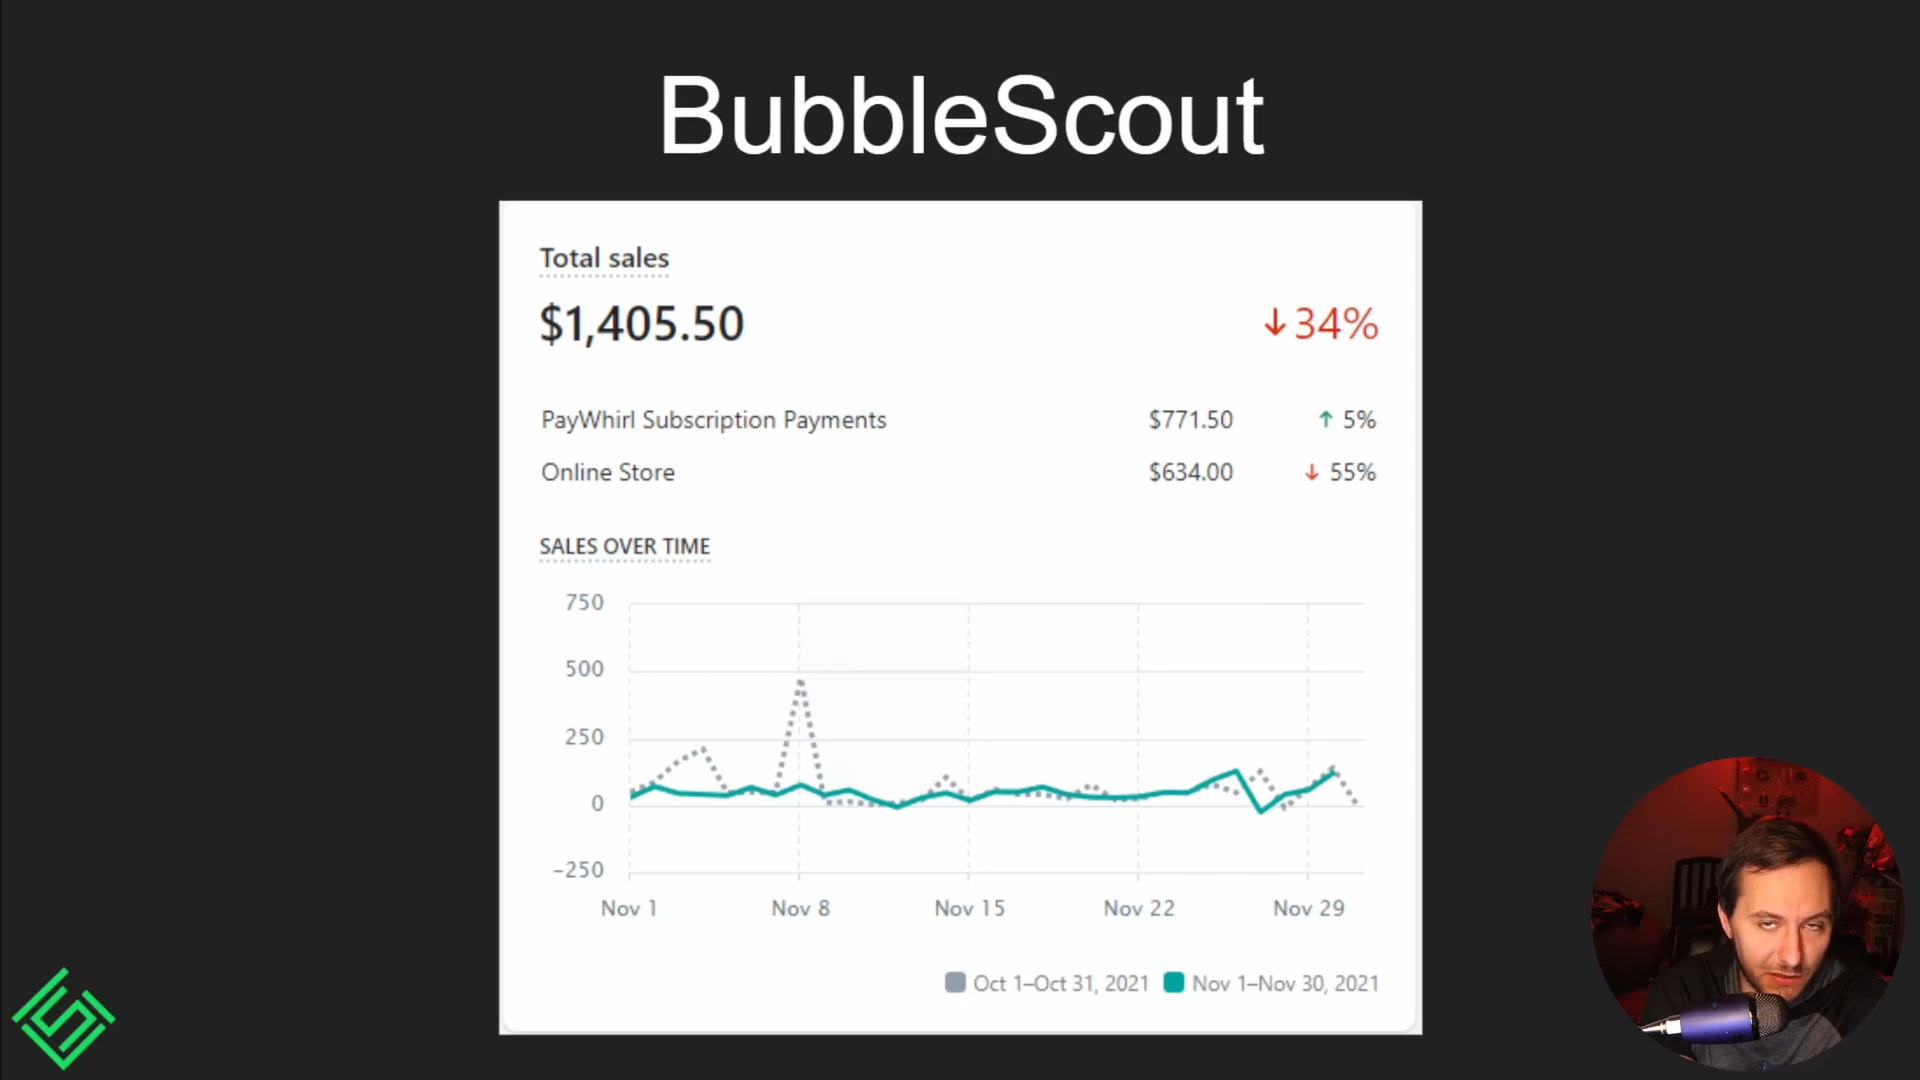 BubbleScout
Total sales
$1,405.50 ↓34%
PayWhirl Subscription Payments $771.50 ↑ 5%
Online Store $634.00 ↓ 55%
SALES OVER TIME
750
500
250
0
-250
Nov 1 Nov 8 Nov 15 Nov 22 Nov 29
Oct 1–Oct 31, 2021 Nov 1–Nov 30, 2021